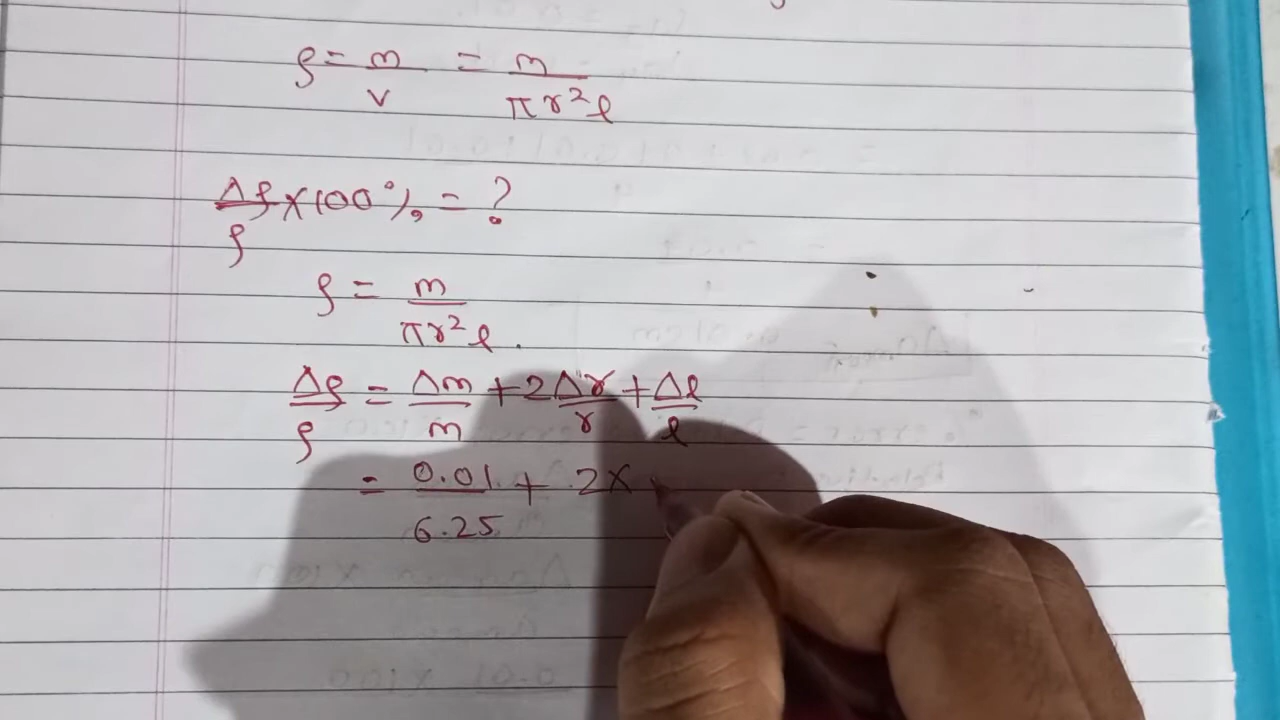 ρ = m/v = m/πr²l
Δρ/ρ × 100% = ?
ρ = m/πr²l.
Δρ/ρ = Δm/m + 2Δr/r + Δl/l
= 0.01/6.25 + 2×